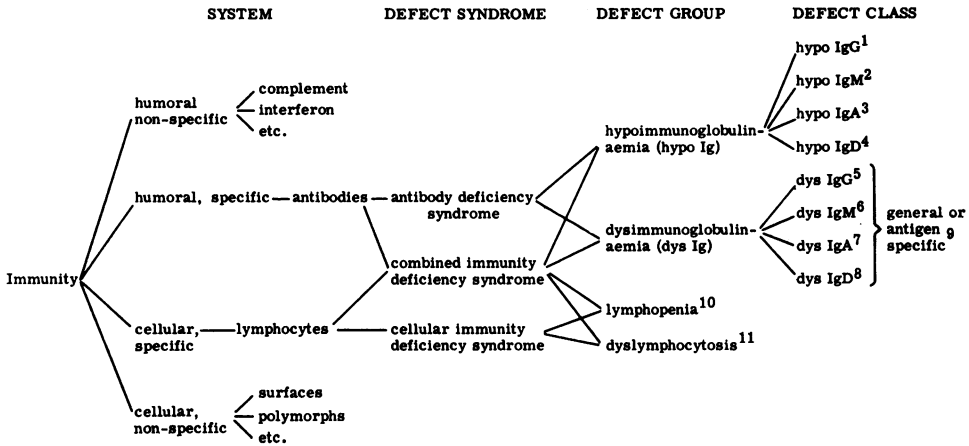 SYSTEM DEFECT SYNDROME DEFECT GROUP DEFECT CLASS
Immunity
humoral
non-specific
complement
interferon
etc.
humoral, specific
antibodies
cellular,
specific
lymphocytes
cellular,
non-specific
surfaces
polymorphs
etc.
antibody deficiency
syndrome
combined immunity
deficiency syndrome
cellular immunity
deficiency syndrome
hypoimmunoglobulin-
aemia (hypo Ig)
dysimmunoglobulin-
aemia (dys Ig)
lymphopenia10
dyslymphocytosis11
hypo IgG1
hypo IgM2
hypo IgA3
hypo IgD4
dys IgG5
dys IgM6
dys IgA7
dys IgD8
general or
antigen 9
specific